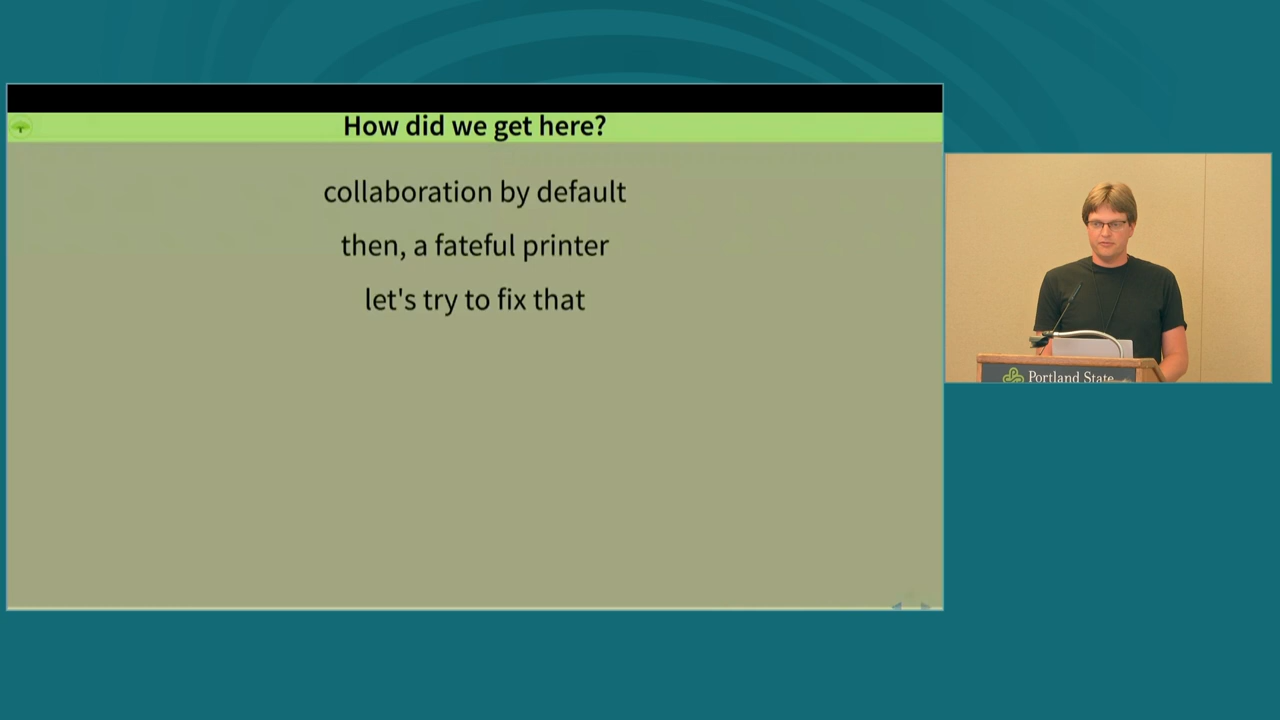 How did we get here?
collaboration by default
then, a fateful printer
let's try to fix that
Portland State